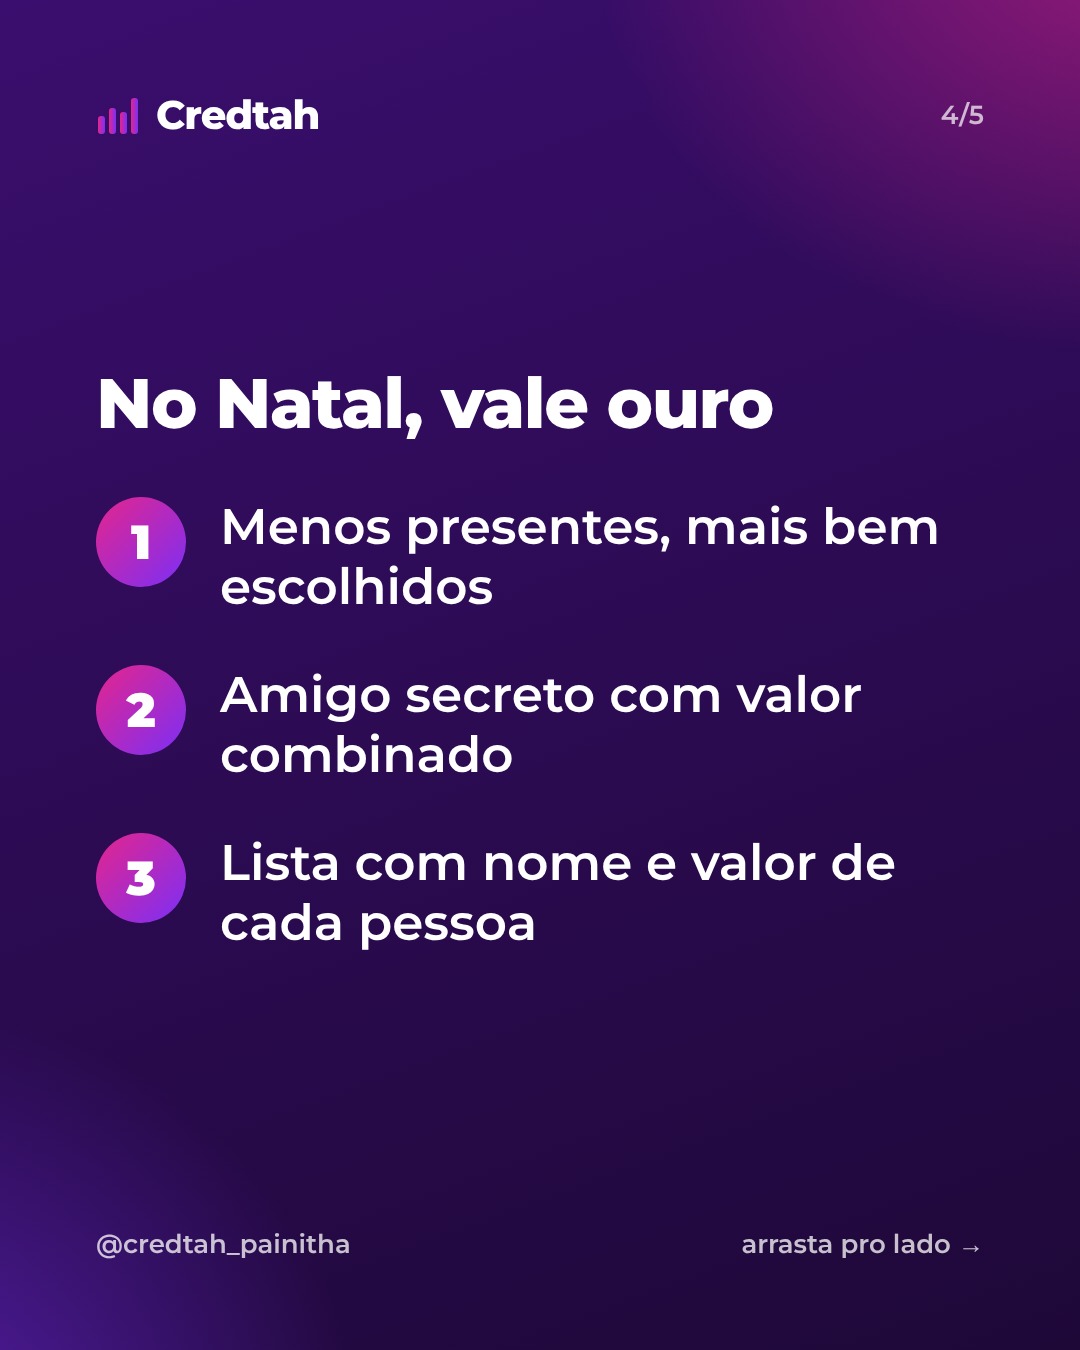 Credtah
4/5
No Natal, vale ouro
1
Menos presentes, mais bem
escolhidos
2
Amigo secreto com valor
combinado
3
Lista com nome e valor de
cada pessoa
@credtah_painitha
arrasta pro lado →